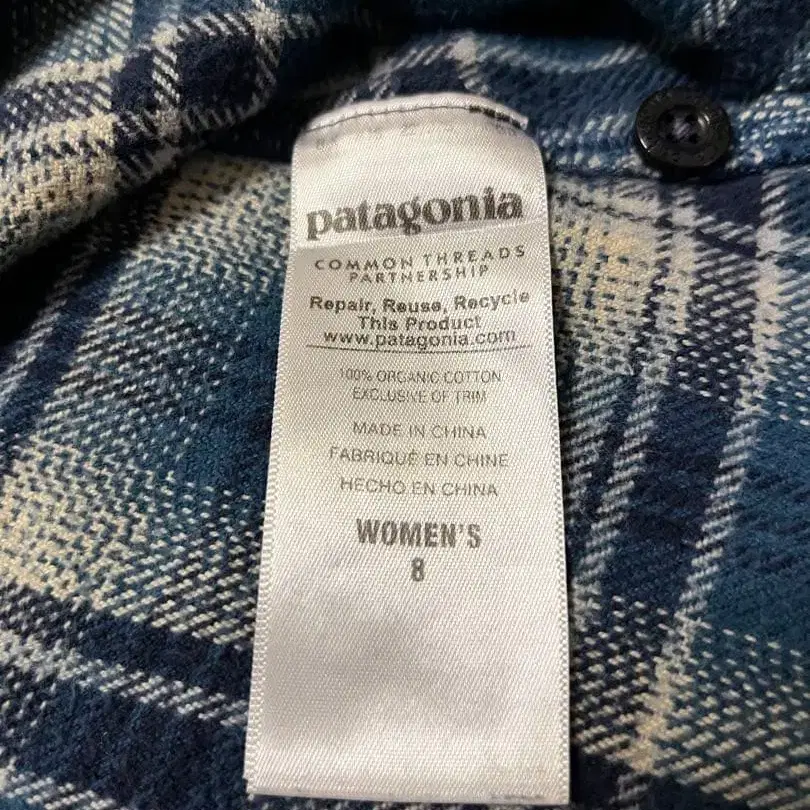 patagonia
COMMON THREADS
PARTNERSHIP
Repair, Reuse, Recycle
This Product
www.patagonia.com
100% ORGANIC COTTON
EXCLUSIVE OF TRIM
MADE IN CHINA
FABRIQUÉ EN CHINE
HECHO EN CHINA
WOMEN'S
8